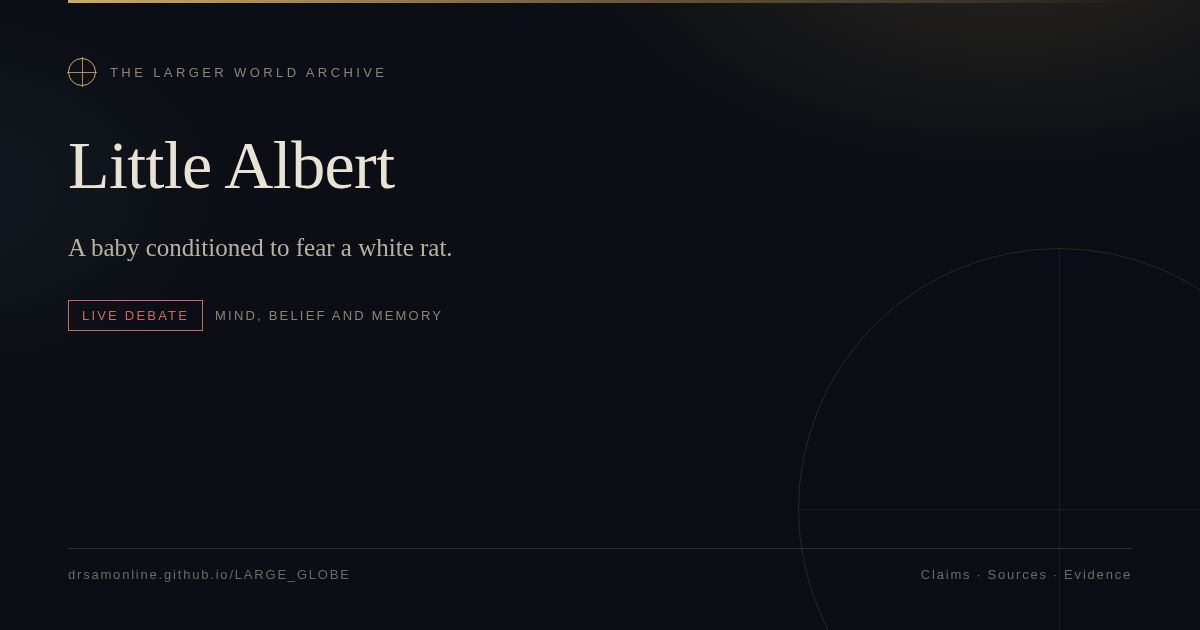 THE LARGER WORLD ARCHIVE
Little Albert
A baby conditioned to fear a white rat.
LIVE DEBATE MIND, BELIEF AND MEMORY
drsamonline.github.io/LARGE_GLOBE Claims · Sources · Evidence